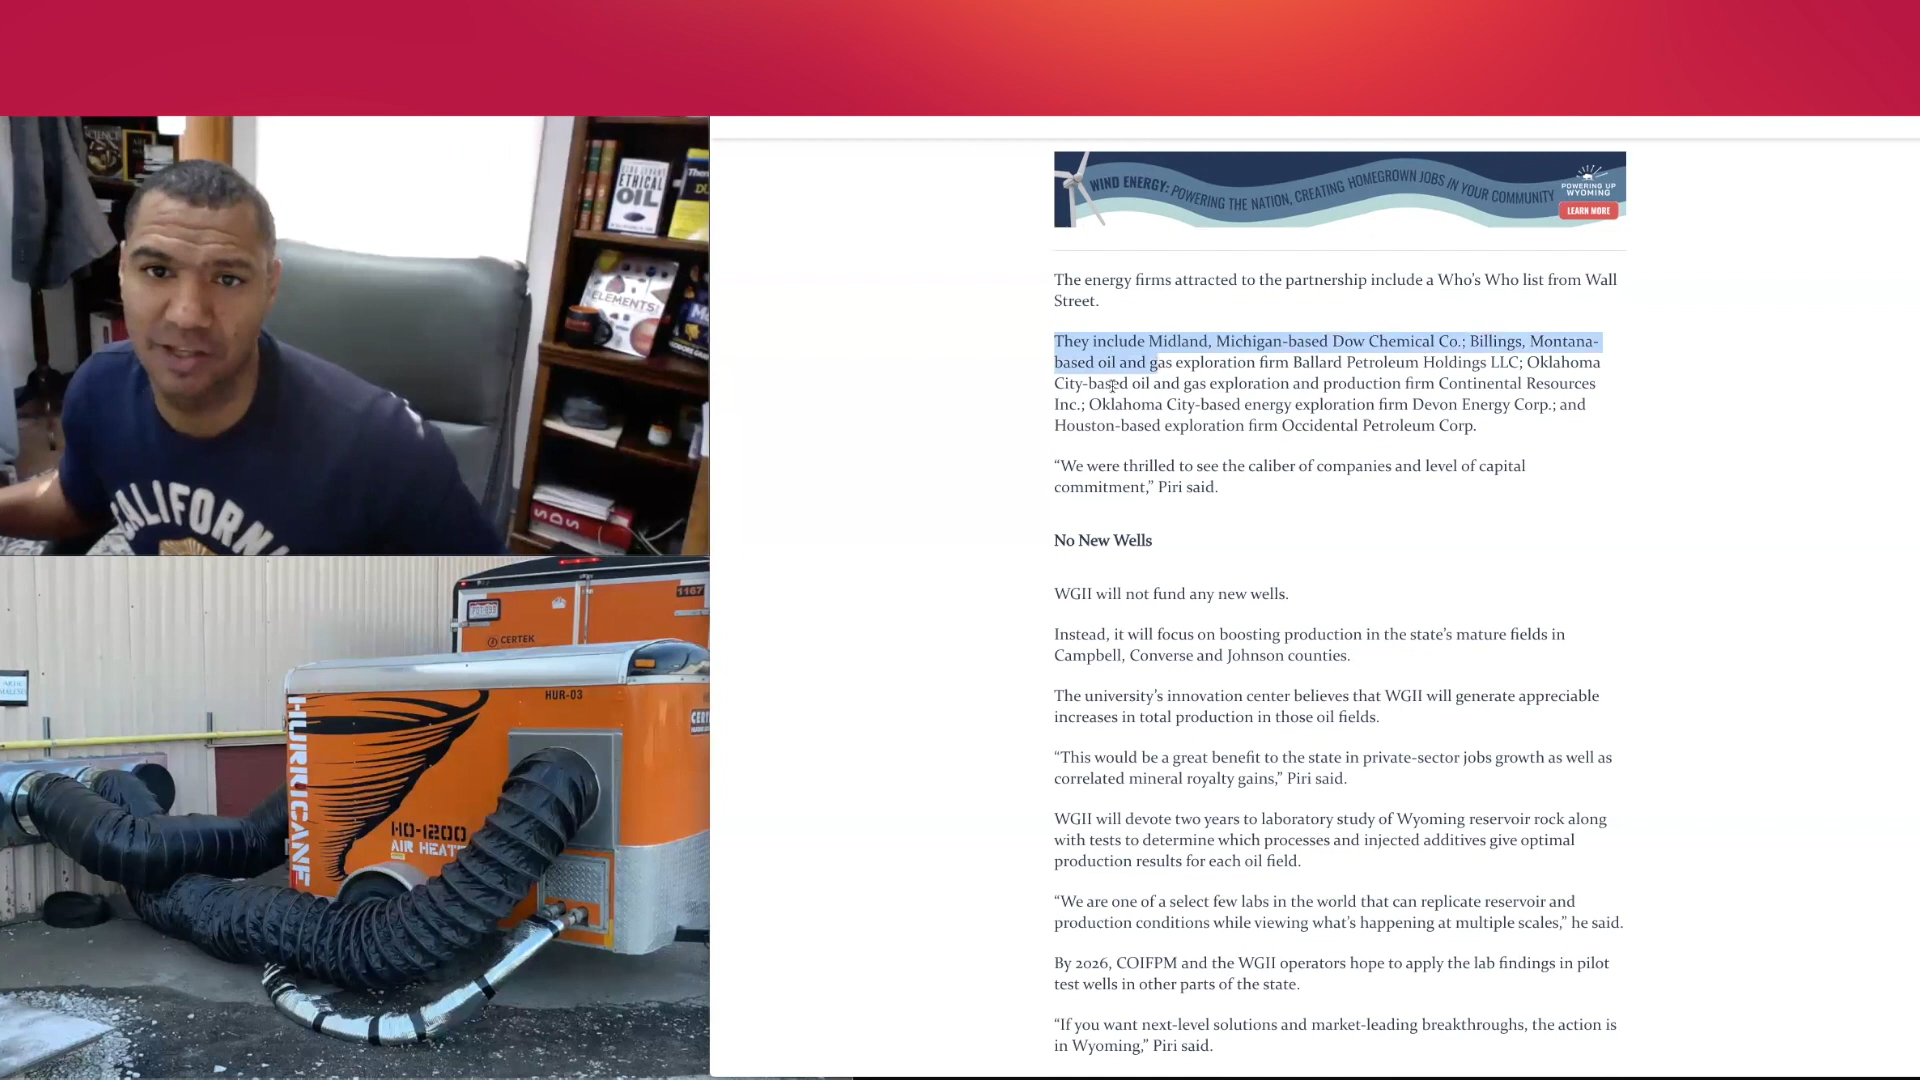 WIND ENERGY: POWERING THE NATION, CREATING HOMEGROWN JOBS IN YOUR COMMUNITY
POWERING UP
WYOMING
LEARN MORE
The energy firms attracted to the partnership include a Who's Who list from Wall
Street.
They include Midland, Michigan-based Dow Chemical Co.; Billings, Montana-
based oil and gas exploration firm Ballard Petroleum Holdings LLC; Oklahoma
City-based oil and gas exploration and production firm Continental Resources
Inc.; Oklahoma City-based energy exploration firm Devon Energy Corp.; and
Houston-based exploration firm Occidental Petroleum Corp.
“We were thrilled to see the caliber of companies and level of capital
commitment,” Piri said.
No New Wells
WGII will not fund any new wells.
Instead, it will focus on boosting production in the state’s mature fields in
Campbell, Converse and Johnson counties.
The university’s innovation center believes that WGII will generate appreciable
increases in total production in those oil fields.
“This would be a great benefit to the state in private-sector jobs growth as well as
correlated mineral royalty gains,” Piri said.
WGII will devote two years to laboratory study of Wyoming reservoir rock along
with tests to determine which processes and injected additives give optimal
production results for each oil field.
“We are one of a select few labs in the world that can replicate reservoir and
production conditions while viewing what’s happening at multiple scales,” he said.
By 2026, COIFPM and the WGII operators hope to apply the lab findings in pilot
test wells in other parts of the state.
“If you want next-level solutions and market-leading breakthroughs, the action is
in Wyoming,” Piri said.
ETHICAL
OIL
ELEMENTS
SDS
CALIFORN
1167
CERTEK
HUR-03
HURRICANE
HO-1200
AIR HEAT